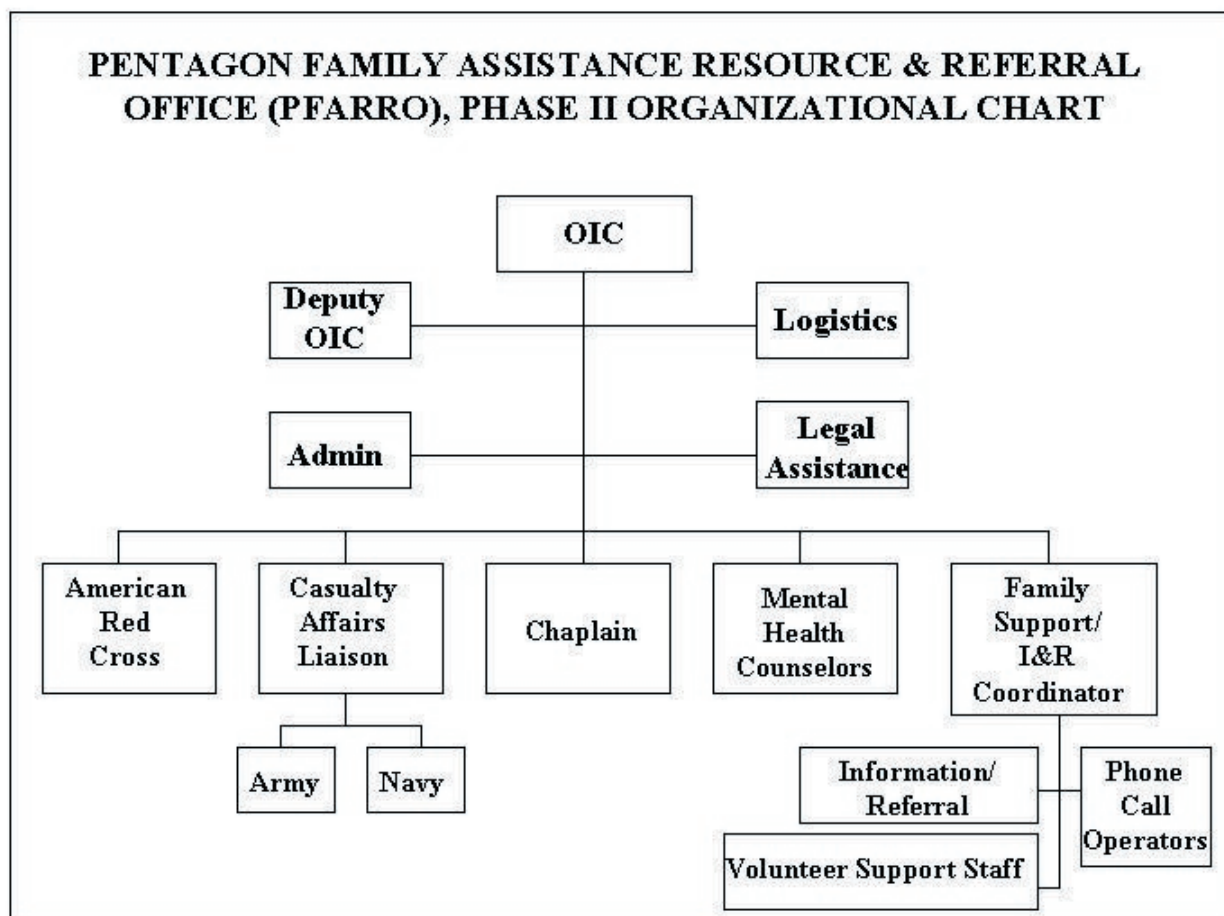 PENTAGON FAMILY ASSISTANCE RESOURCE & REFERRAL
OFFICE (PFARRO), PHASE II ORGANIZATIONAL CHART
OIC
Deputy
OIC
Logistics
Admin
Legal
Assistance
American
Red
Cross
Casualty
Affairs
Liaison
Chaplain
Mental
Health
Counselors
Family
Support/
I&R
Coordinator
Army
Navy
Information/
Referral
Phone
Call
Operators
Volunteer Support Staff